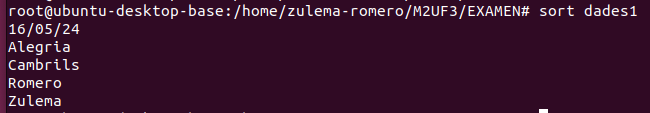 root@ubuntu-desktop-base:/home/zulema-romero/M2UF3/EXAMEN# sort dades1
16/05/24
Alegria
Cambrils
Romero
Zulema